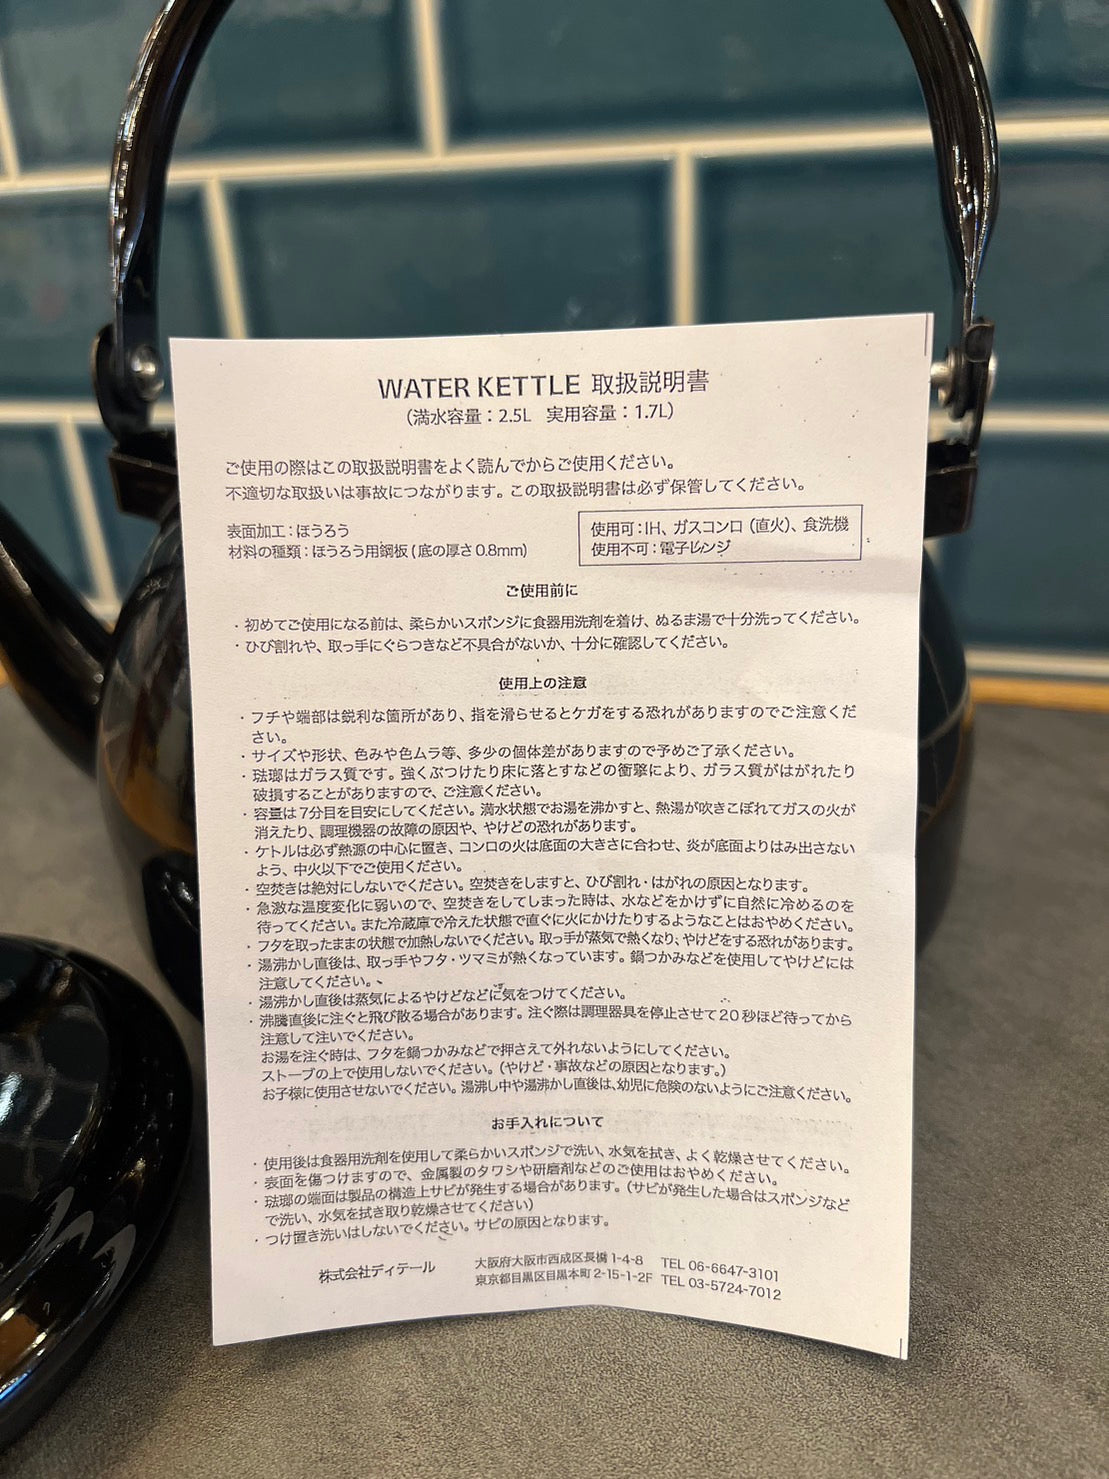 WATER KETTLE 取扱説明書
（満水容量：2.5L 実用容量：1.7L）
ご使用の際はこの取扱説明書をよく読んでからご使用ください。
不適切な取扱いは事故につながります。この取扱説明書は必ず保管してください。
表面加工：ほうろう
材料の種類：ほうろう用鋼板（底の厚さ0.8mm）
使用可：IH、ガスコンロ（直火）、食洗機
使用不可：電子レンジ
ご使用前に
・初めてご使用になる前は、柔らかいスポンジに食器用洗剤を着け、ぬるま湯で十分洗ってください。
・ひび割れや、取っ手にぐらつきなど不具合がないか、十分に確認してください。
使用上の注意
・フチや端部は鋭利な箇所があり、指を滑らせるとケガをする恐れがありますのでご注意くだ
さい。
・サイズや形状、色みや色ムラ等、多少の個体差がありますので予めご了承ください。
・琺瑯はガラス質です。強くぶつけたり床に落とすなどの衝撃により、ガラス質がはがれたり
破損することがありますので、ご注意ください。
・容量は7分目を目安にしてください。満水状態でお湯を沸かすと、熱湯が吹きこぼれてガスの火が
消えたり、調理機器の故障の原因や、やけどの恐れがあります。
・ケトルは必ず熱源の中心に置き、コンロの火は底面の大きさに合わせ、炎が底面よりはみ出さない
よう、中火以下でご使用ください。
・空焚きは絶対にしないでください。空焚きをしますと、ひび割れ・はがれの原因となります。
・急激な温度変化に弱いので、空焚きをしてしまった時は、水などをかけずに自然に冷めるのを
待ってください。また冷蔵庫で冷えた状態で直ぐに火にかけたりするようなことはおやめください。
・フタを取ったままの状態で加熱しないでください。取っ手が蒸気で熱くなり、やけどをする恐れがあります。
・湯沸かし直後は、取っ手やフタ・ツマミが熱くなっています。鍋つかみなどを使用してやけどには
注意してください。
・湯沸かし直後は蒸気によるやけどなどに気をつけてください。
・沸騰直後に注ぐと飛び散る場合があります。注ぐ際は調理器具を停止させて20秒ほど待ってから
注意して注いでください。
お湯を注ぐ時は、フタを鍋つかみなどで押さえて外れないようにしてください。
ストーブの上で使用しないでください。（やけど・事故などの原因となります。）
お子様に使用させないでください。湯沸し中や湯沸かし直後は、幼児に危険のないようにご注意ください。
お手入れについて
・使用後は食器用洗剤を使用して柔らかいスポンジで洗い、水気を拭き、よく乾燥させてください。
・表面を傷つけますので、金属製のタワシや研磨剤などのご使用はおやめください。
・琺瑯の端面は製品の構造上サビが発生する場合があります。（サビが発生した場合はスポンジなど
で洗い、水気を拭き取り乾燥させてください）
・つけ置き洗いはしないでください。サビの原因となります。
株式会社ディテール 大阪府大阪市西成区長橋1-4-8 TEL 06-6647-3101
東京都目黒区目黒本町2-15-1-2F TEL 03-5724-7012